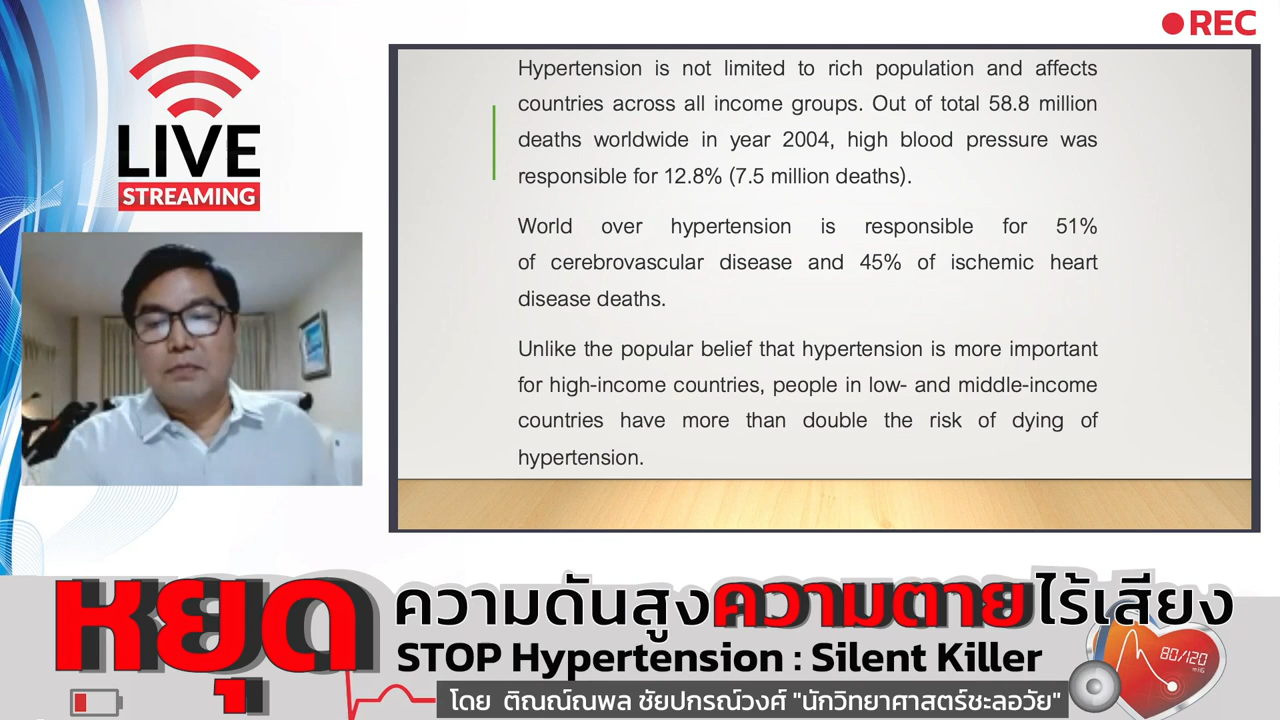 REC
LIVE
STREAMING
Hypertension is not limited to rich population and affects
countries across all income groups. Out of total 58.8 million
deaths worldwide in year 2004, high blood pressure was
responsible for 12.8% (7.5 million deaths).
World over hypertension is responsible for 51%
of cerebrovascular disease and 45% of ischemic heart
disease deaths.
Unlike the popular belief that hypertension is more important
for high-income countries, people in low- and middle-income
countries have more than double the risk of dying of
hypertension.
หยุด ความดันสูงความตายไร้เสียง
STOP Hypertension : Silent Killer
80/120
โดย ติณณ์ณพล ชัยปกรณ์วงศ์ "นักวิทยาศาสตร์ชะลอวัย"